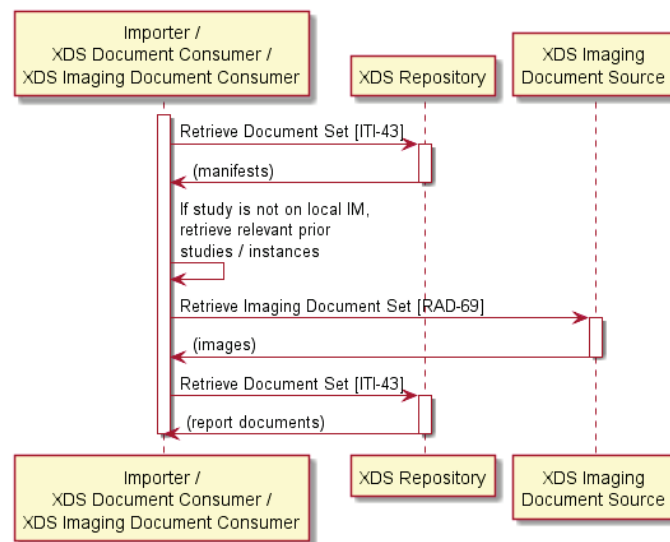 Importer /
XDS Document Consumer /
XDS Imaging Document Consumer
XDS Repository
XDS Imaging
Document Source
Retrieve Document Set [ITI-43]
(manifests)
If study is not on local IM,
retrieve relevant prior
studies / instances
Retrieve Imaging Document Set [RAD-69]
(images)
Retrieve Document Set [ITI-43]
(report documents)
Importer /
XDS Document Consumer /
XDS Imaging Document Consumer
XDS Repository
XDS Imaging
Document Source